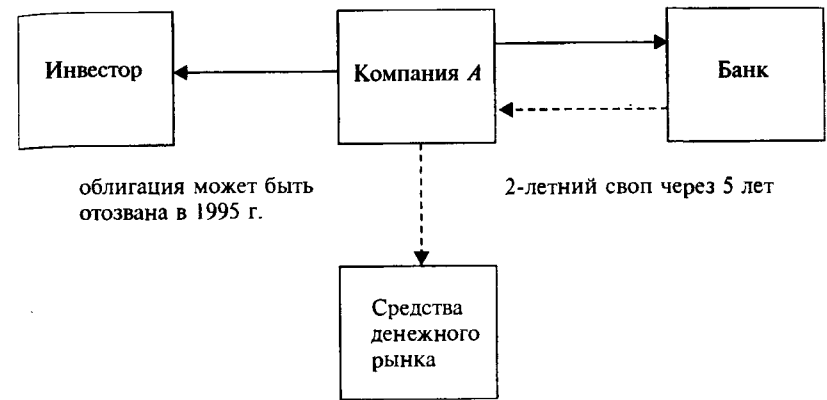 Инвестор
Компания А
Банк
облигация может быть
отозвана в 1995 г.
2-летний своп через 5 лет
Средства
денежного
рынка